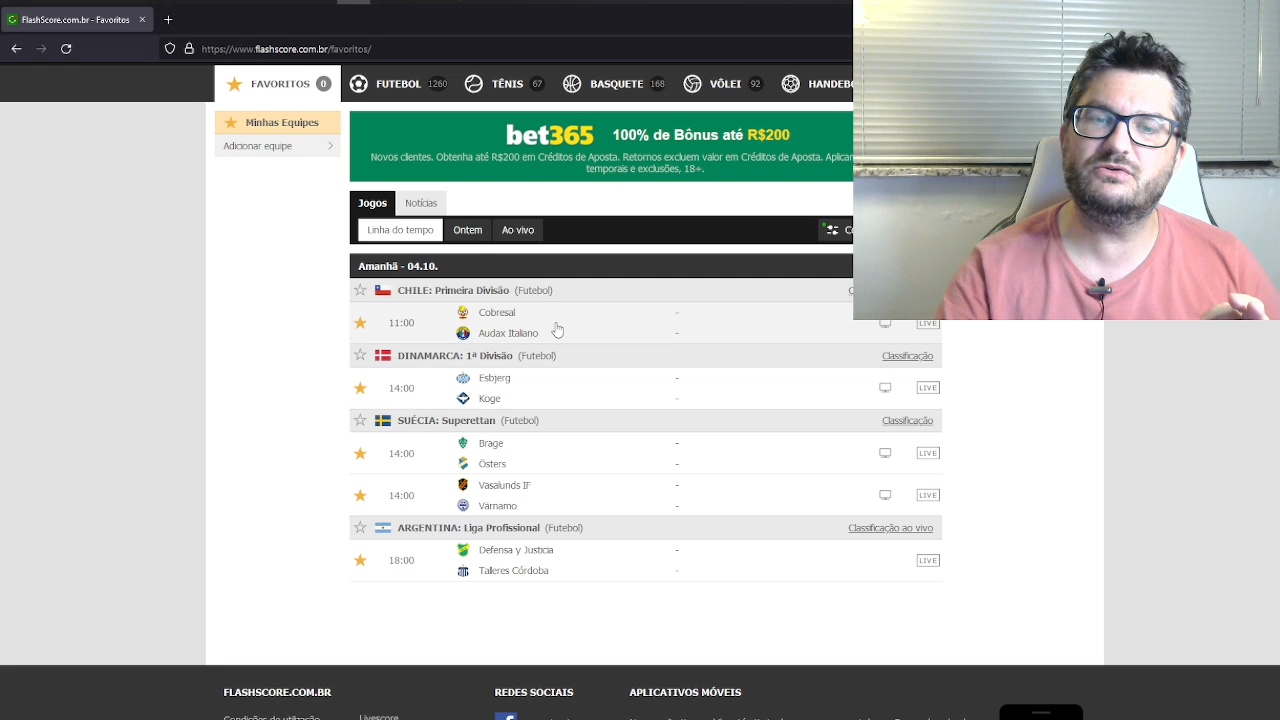 FlashScore.com.br - Favoritos
https://www.flashscore.com.br/favoritos/
FAVORITOS 0 FUTEBOL 1260 TÊNIS 67 BASQUETE 168 VÔLEI 92 HANDEB
Minhas Equipes
Adicionar equipe
bet365 100% de Bônus até R$200
Novos clientes. Obtenha até R$200 em Créditos de Aposta. Retornos excluem valor em Créditos de Aposta. Aplicam
temporais e exclusões, 18+.
Jogos Notícias
Linha do tempo Ontem Ao vivo
Amanhã - 04.10.
CHILE: Primeira Divisão (Futebol)
11:00 Cobresal - LIVE
Audax Italiano -
DINAMARCA: 1ª Divisão (Futebol) Classificação
14:00 Esbjerg - LIVE
Koge -
SUÉCIA: Superettan (Futebol) Classificação
14:00 Brage - LIVE
Östers -
14:00 Vasalunds IF - LIVE
Värnamo -
ARGENTINA: Liga Profissional (Futebol) Classificação ao vivo
18:00 Defensa y Justicia - LIVE
Talleres Córdoba -
FLASHSCORE.COM.BR REDES SOCIAIS APLICATIVOS MÓVEIS
Livescore